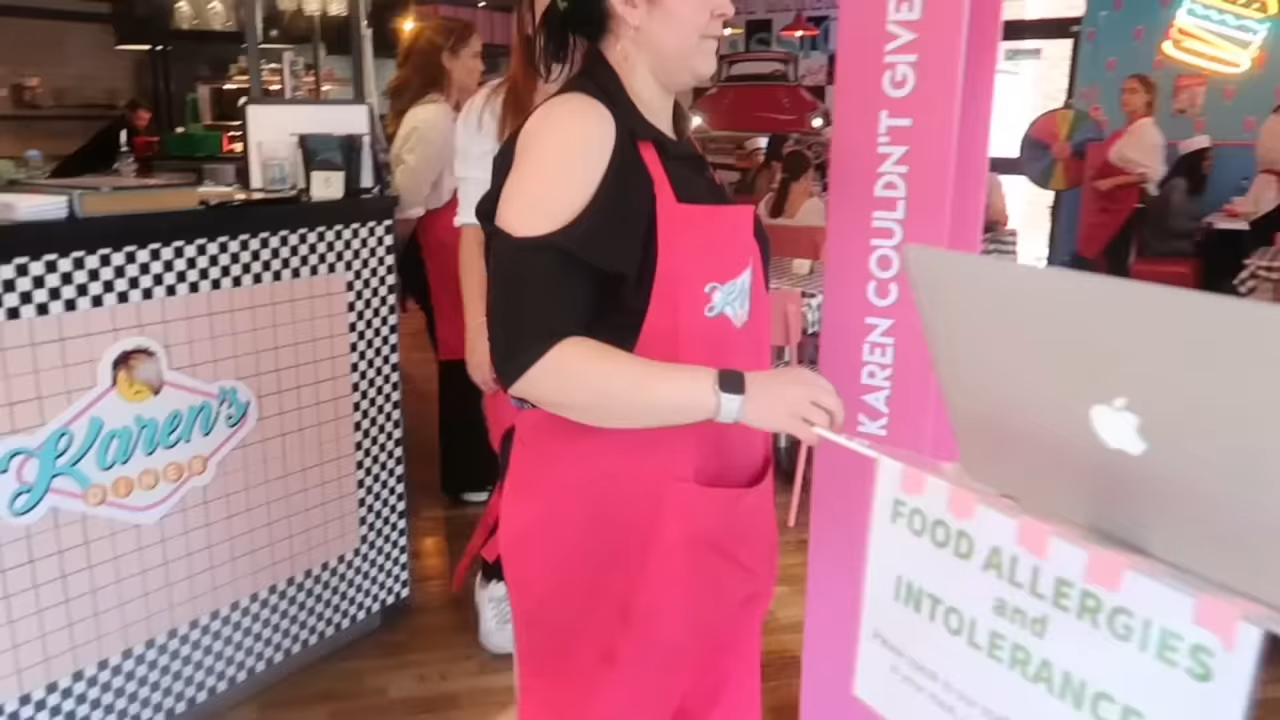 Karen's
DINER
KAREN COULDN'T GIVE
FOOD ALLERGIES
and
INTOLERANCE